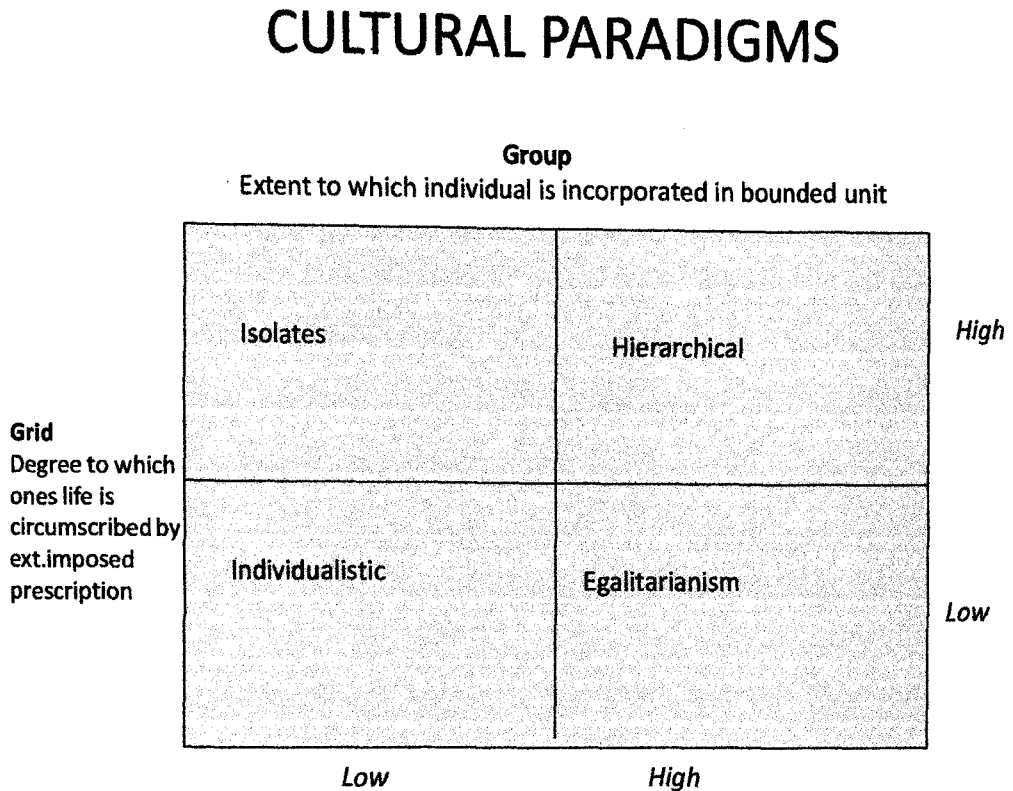 CULTURAL PARADIGMS
Group
Extent to which individual is incorporated in bounded unit
Isolates
Hierarchical
High
Grid
Degree to which
ones life is
circumscribed by
ext.imposed
prescription
Individualistic
Egalitarianism
Low
Low
High